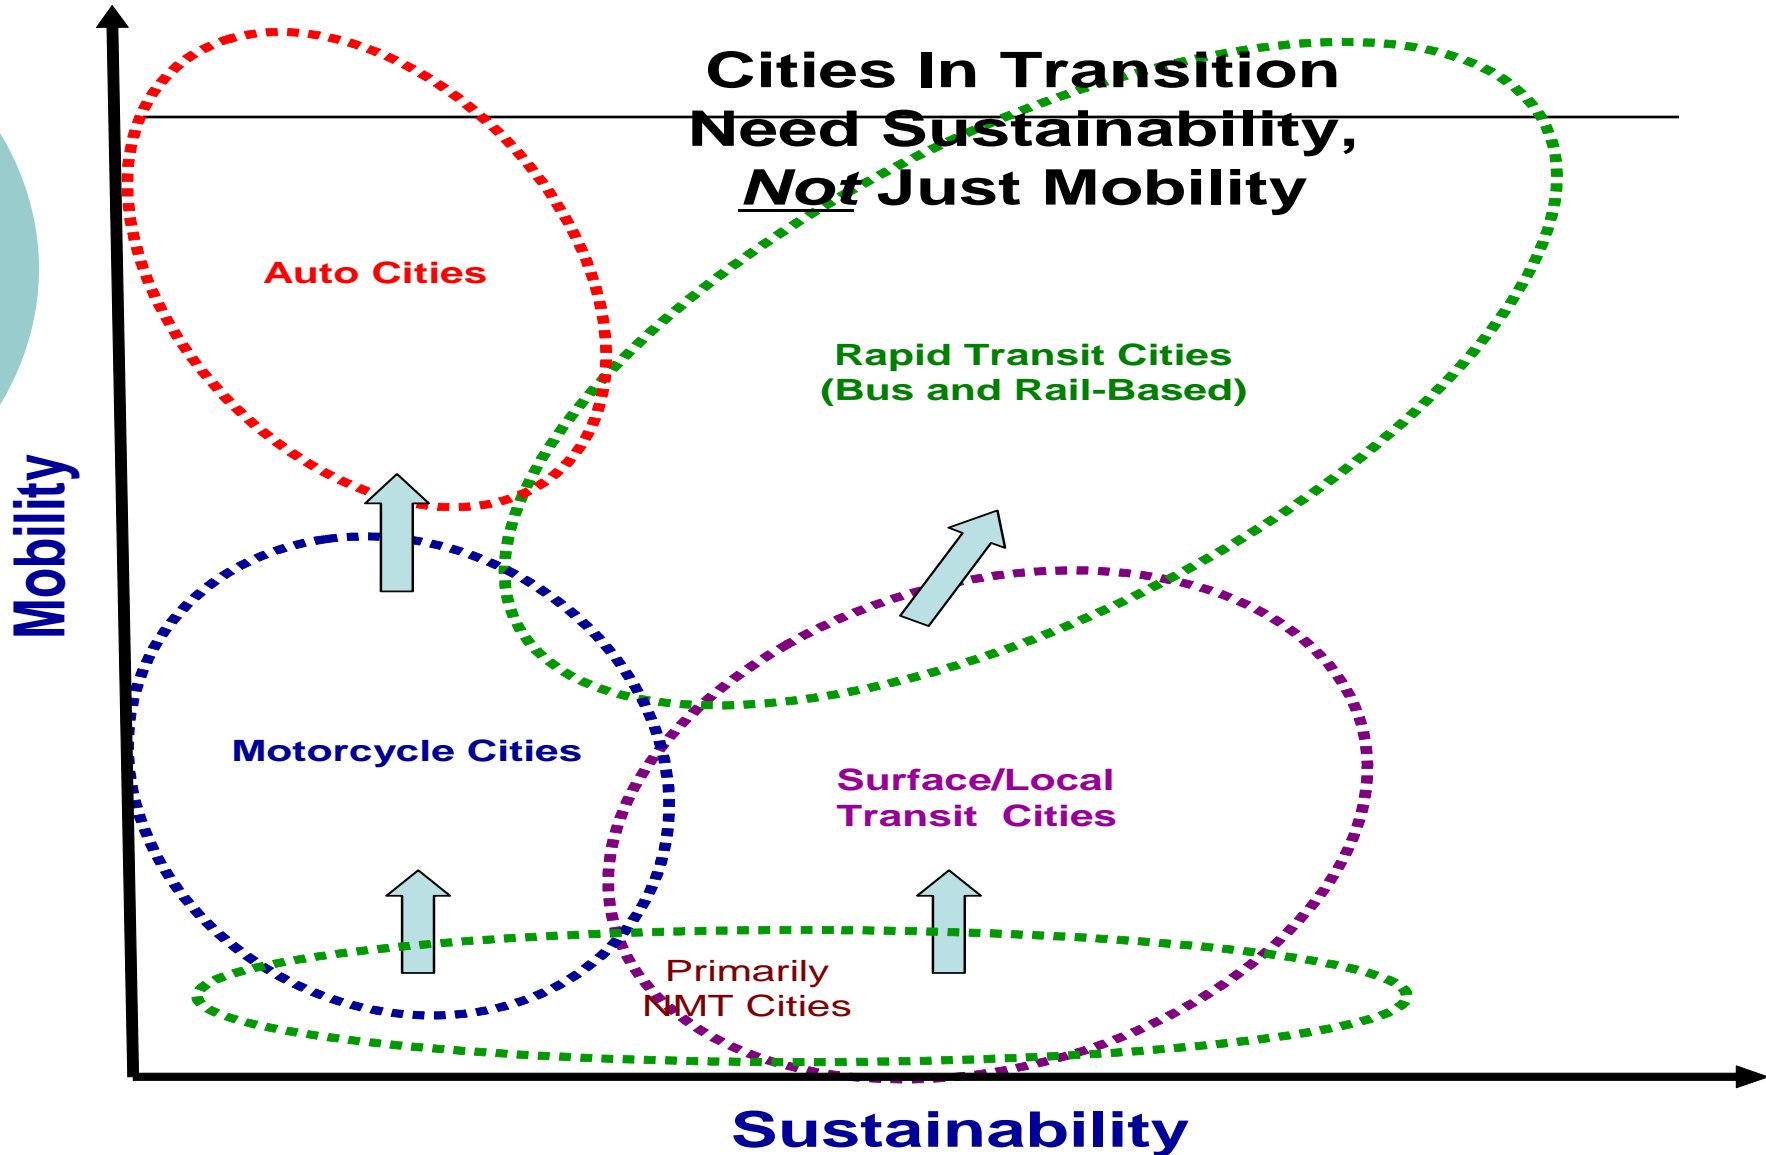 Cities In Transition
Need Sustainability,
Not Just Mobility
Auto Cities
Rapid Transit Cities
(Bus and Rail-Based)
Mobility
Motorcycle Cities
Surface/Local
Transit Cities
Primarily
NMT Cities
Sustainability